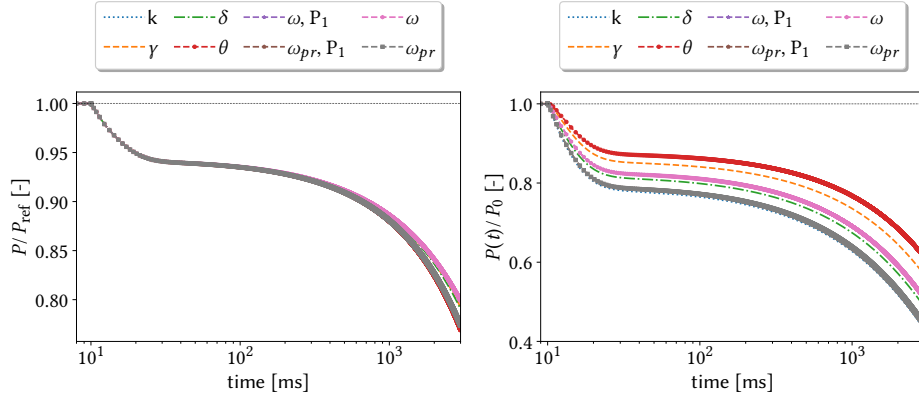 k δ ω, P₁ ω
γ θ ωₚᵣ, P₁ ωₚᵣ
1.00
0.95
0.90
0.85
0.80
P/P_ref [-]
10¹ 10² 10³
time [ms]
k δ ω, P₁ ω
γ θ ωₚᵣ, P₁ ωₚᵣ
1.0
0.8
0.6
0.4
P(t)/P₀ [-]
10¹ 10² 10³
time [ms]